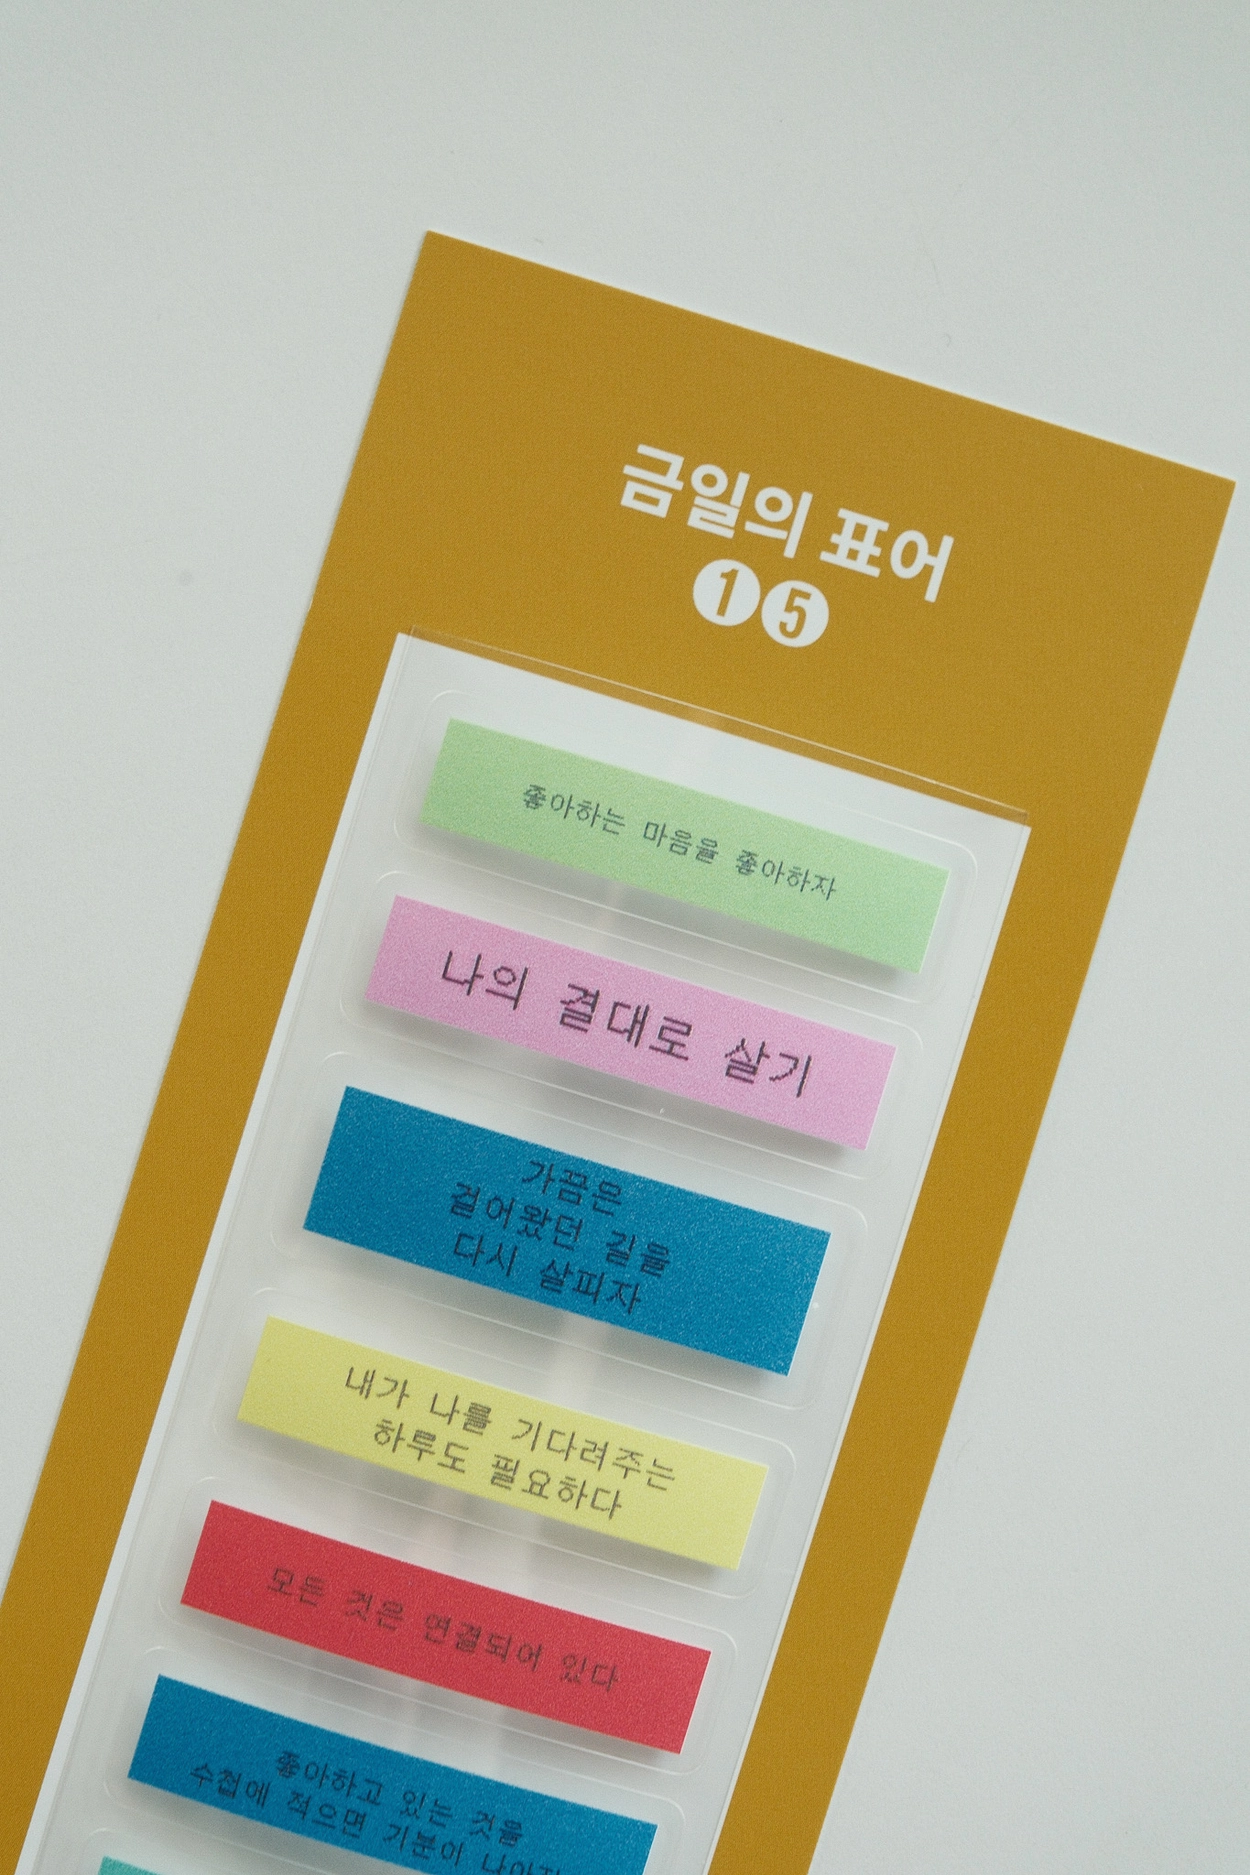 금일의 표어
15
좋아하는 마음을 좋아하자
나의 결대로 살기
가끔은
걸어왔던 길을
다시 살피자
내가 나를 기다려주는
하루도 필요하다
모든 것은 연결되어 있다
좋아하고 있는 것을
수첩에 적으면 기분이